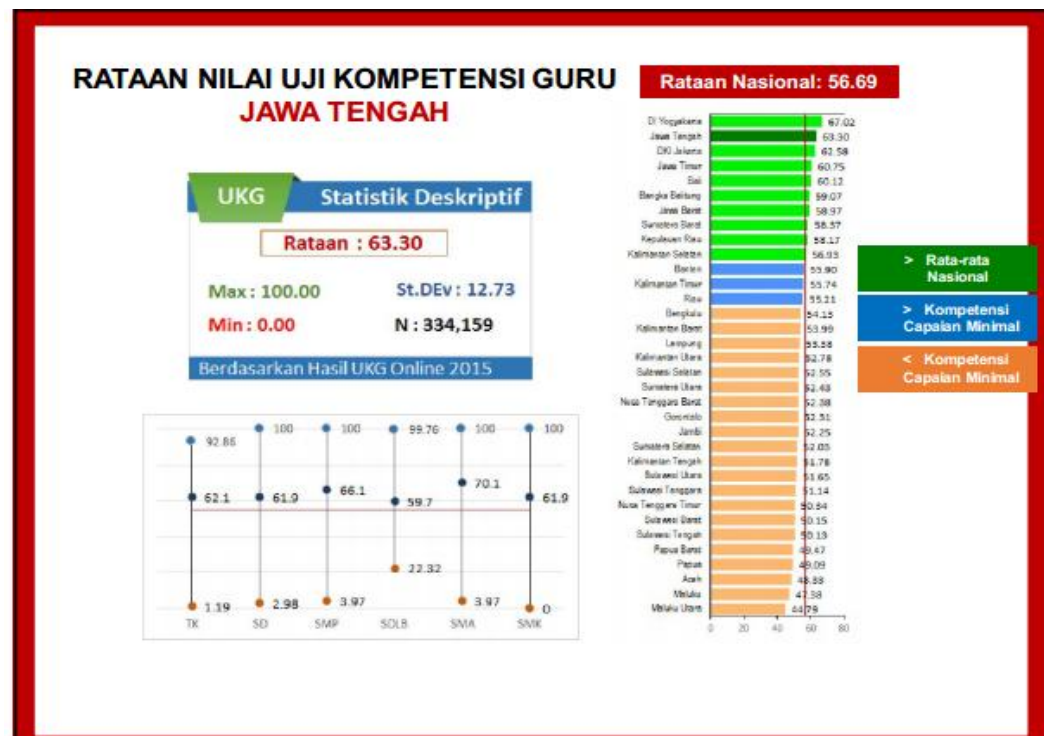 RATAAN NILAI UJI KOMPETENSI GURU
JAWA TENGAH
Rataan Nasional: 56.69
UKG
Statistik Deskriptif
Rataan : 63.30
Max : 100.00
St.DEv : 12.73
Min : 0.00
N : 334,159
Berdasarkan Hasil UKG Online 2015
92.86
100
100
99.76
100
100
62.1
61.9
66.1
59.7
70.1
61.9
1.19
2.98
3.97
22.32
3.97
0
TK
SD
SMP
SDLB
SMA
SMK
DI Yogyakarta 67.02
Jawa Tengah 63.30
DKI Jakarta 62.58
Jawa Timur 60.75
Bali 60.12
Bangka Belitung 59.07
Jawa Barat 58.97
Sumatera Barat 58.37
Kepulauan Riau 58.17
Kalimantan Selatan 56.93
Banten 55.90
Kalimantan Timur 55.74
Riau 55.21
Bengkulu 54.13
Kalimantan Barat 53.99
Lampung
Kalimantan Utara 52.78
Sulawesi Selatan 52.55
Sumatera Utara 52.43
Nusa Tenggara Barat 52.38
Gorontalo 52.31
Jambi 52.25
Sumatera Selatan 52.03
Kalimantan Tengah 51.78
Sulawesi Utara 51.65
Sulawesi Tenggara 51.14
Nusa Tenggara Timur
Sulawesi Barat 50.15
Sulawesi Tengah 50.13
Papua Barat 49.47
Papua 49.09
Aceh
Maluku 47.38
Maluku Utara 44.79
0 20 40 60 80
> Rata-rata
Nasional
> Kompetensi
Capaian Minimal
< Kompetensi
Capaian Minimal